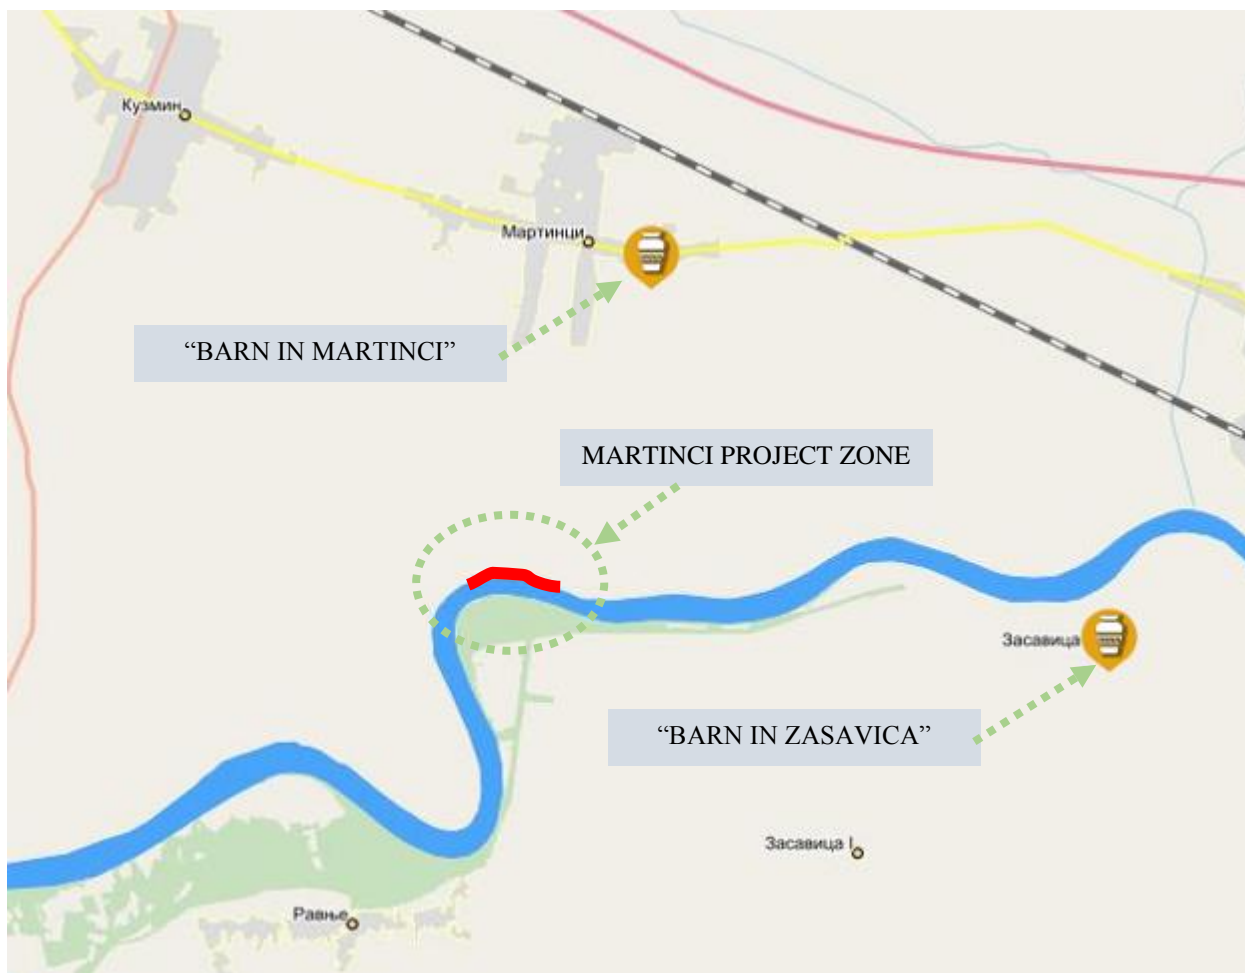 Кузмин
Мартинци
“BARN IN MARTINCI”
MARTINCI PROJECT ZONE
Засавица
“BARN IN ZASAVICA”
Засавица I
Равње